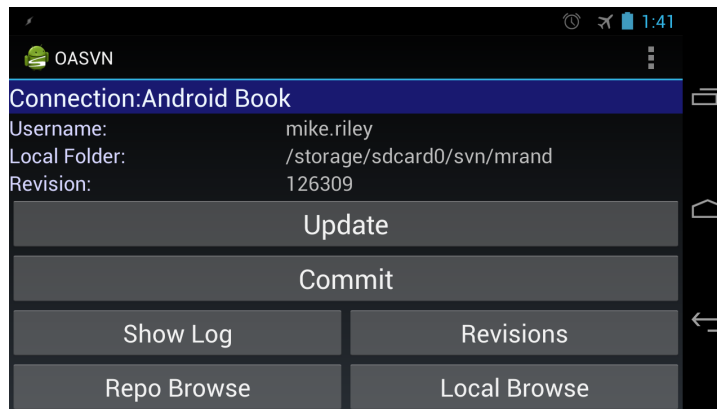 1:41
OASVN
Connection:Android Book
Username: mike.riley
Local Folder: /storage/sdcard0/svn/mrand
Revision: 126309
Update
Commit
Show Log Revisions
Repo Browse Local Browse